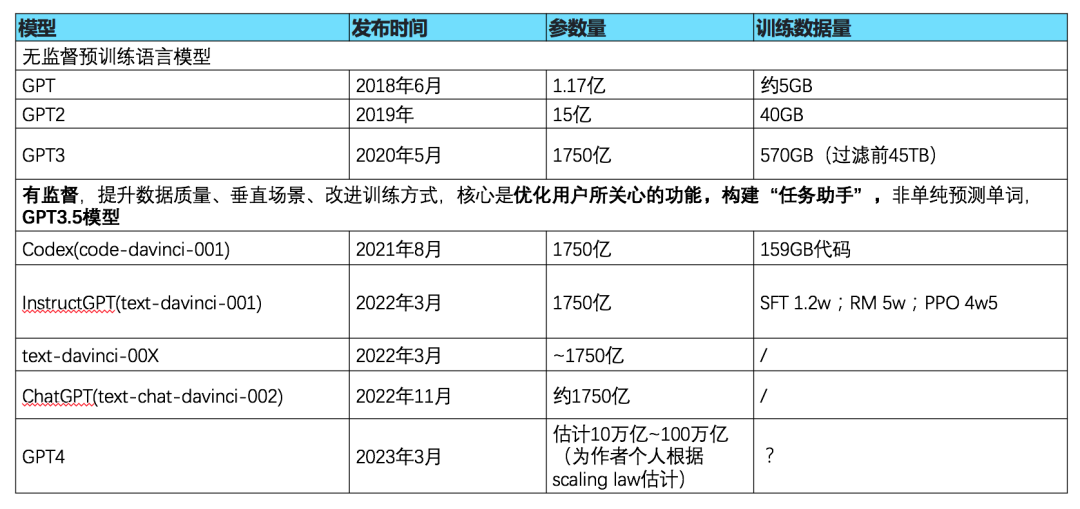 模型 发布时间 参数量 训练数据量
无监督预训练语言模型
GPT 2018年6月 1.17亿 约5GB
GPT2 2019年 15亿 40GB
GPT3 2020年5月 1750亿 570GB（过滤前45TB）
有监督，提升数据质量、垂直场景、改进训练方式，核心是优化用户所关心的功能，构建“任务助手”，非单纯预测单词，
GPT3.5模型
Codex(code-davinci-001) 2021年8月 1750亿 159GB代码
InstructGPT(text-davinci-001) 2022年3月 1750亿 SFT 1.2w；RM 5w；PPO 4w5
text-davinci-00X 2022年3月 ~1750亿 /
ChatGPT(text-chat-davinci-002) 2022年11月 约1750亿 /
GPT4 2023年3月 估计10万亿~100万亿
（为作者个人根据
scaling law估计） ？